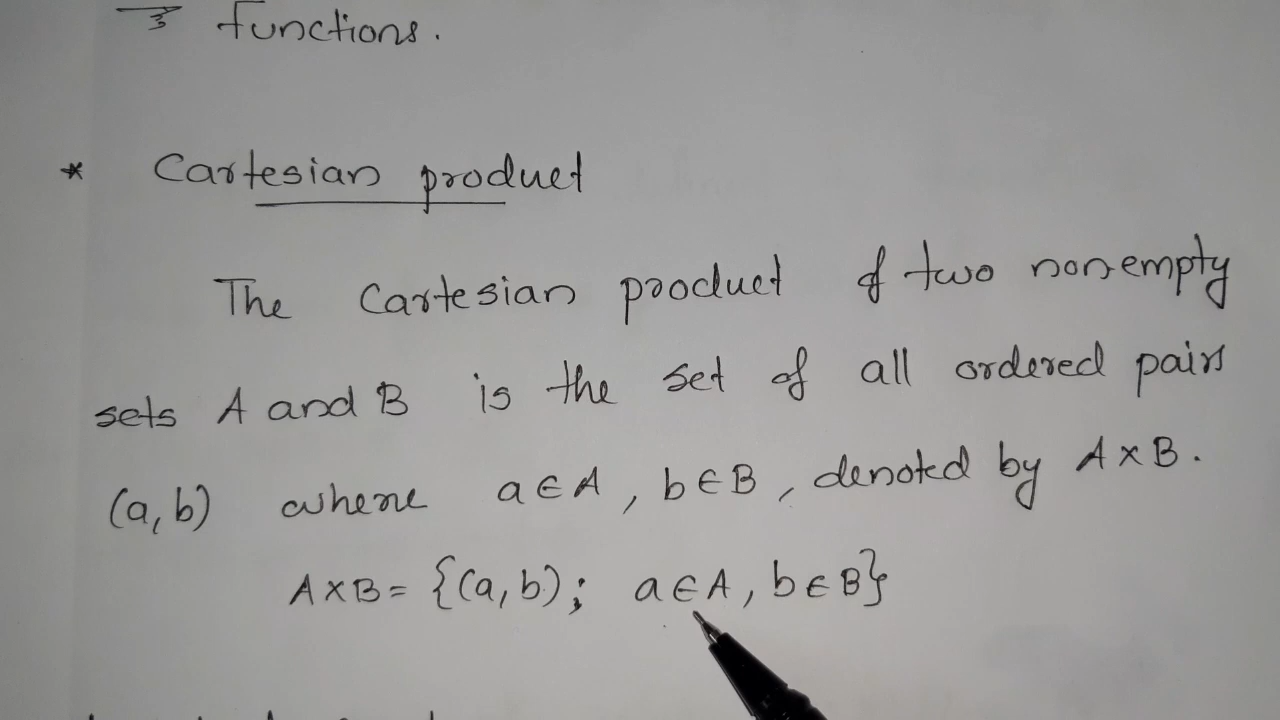 functions.
* Cartesian product
The Cartesian product of two nonempty
sets A and B is the set of all ordered pairs
(a, b) where a ∈ A , b ∈ B , denoted by A × B .
A × B = {(a, b) ; a ∈ A , b ∈ B}